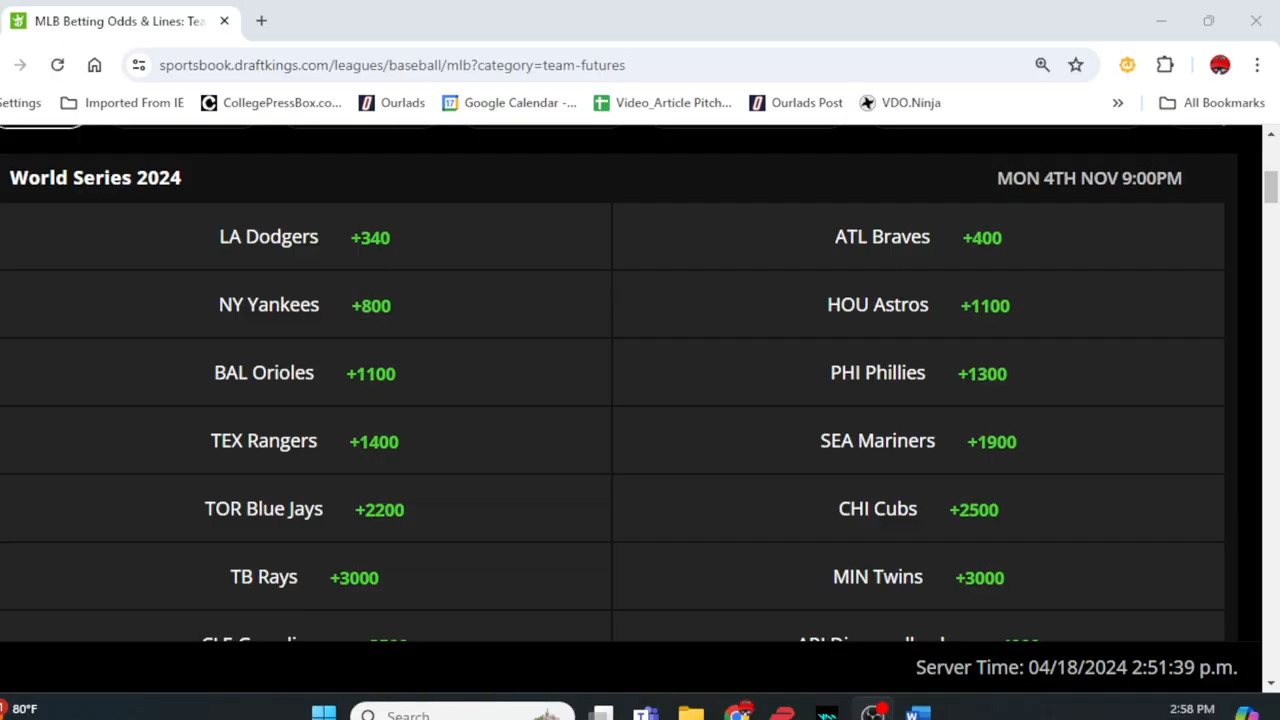 MLB Betting Odds & Lines: Tea
sportsbook.draftkings.com/leagues/baseball/mlb?category=team-futures
ettings Imported From IE CollegePressBox.co... Ourlads Google Calendar -... Video_Article Pitch... Ourlads Post VDO.Ninja » All Bookmarks
World Series 2024 MON 4TH NOV 9:00PM
LA Dodgers +340 ATL Braves +400
NY Yankees +800 HOU Astros +1100
BAL Orioles +1100 PHI Phillies +1300
TEX Rangers +1400 SEA Mariners +1900
TOR Blue Jays +2200 CHI Cubs +2500
TB Rays +3000 MIN Twins +3000
Server Time: 04/18/2024 2:51:39 p.m.
80°F Search 2:58 PM